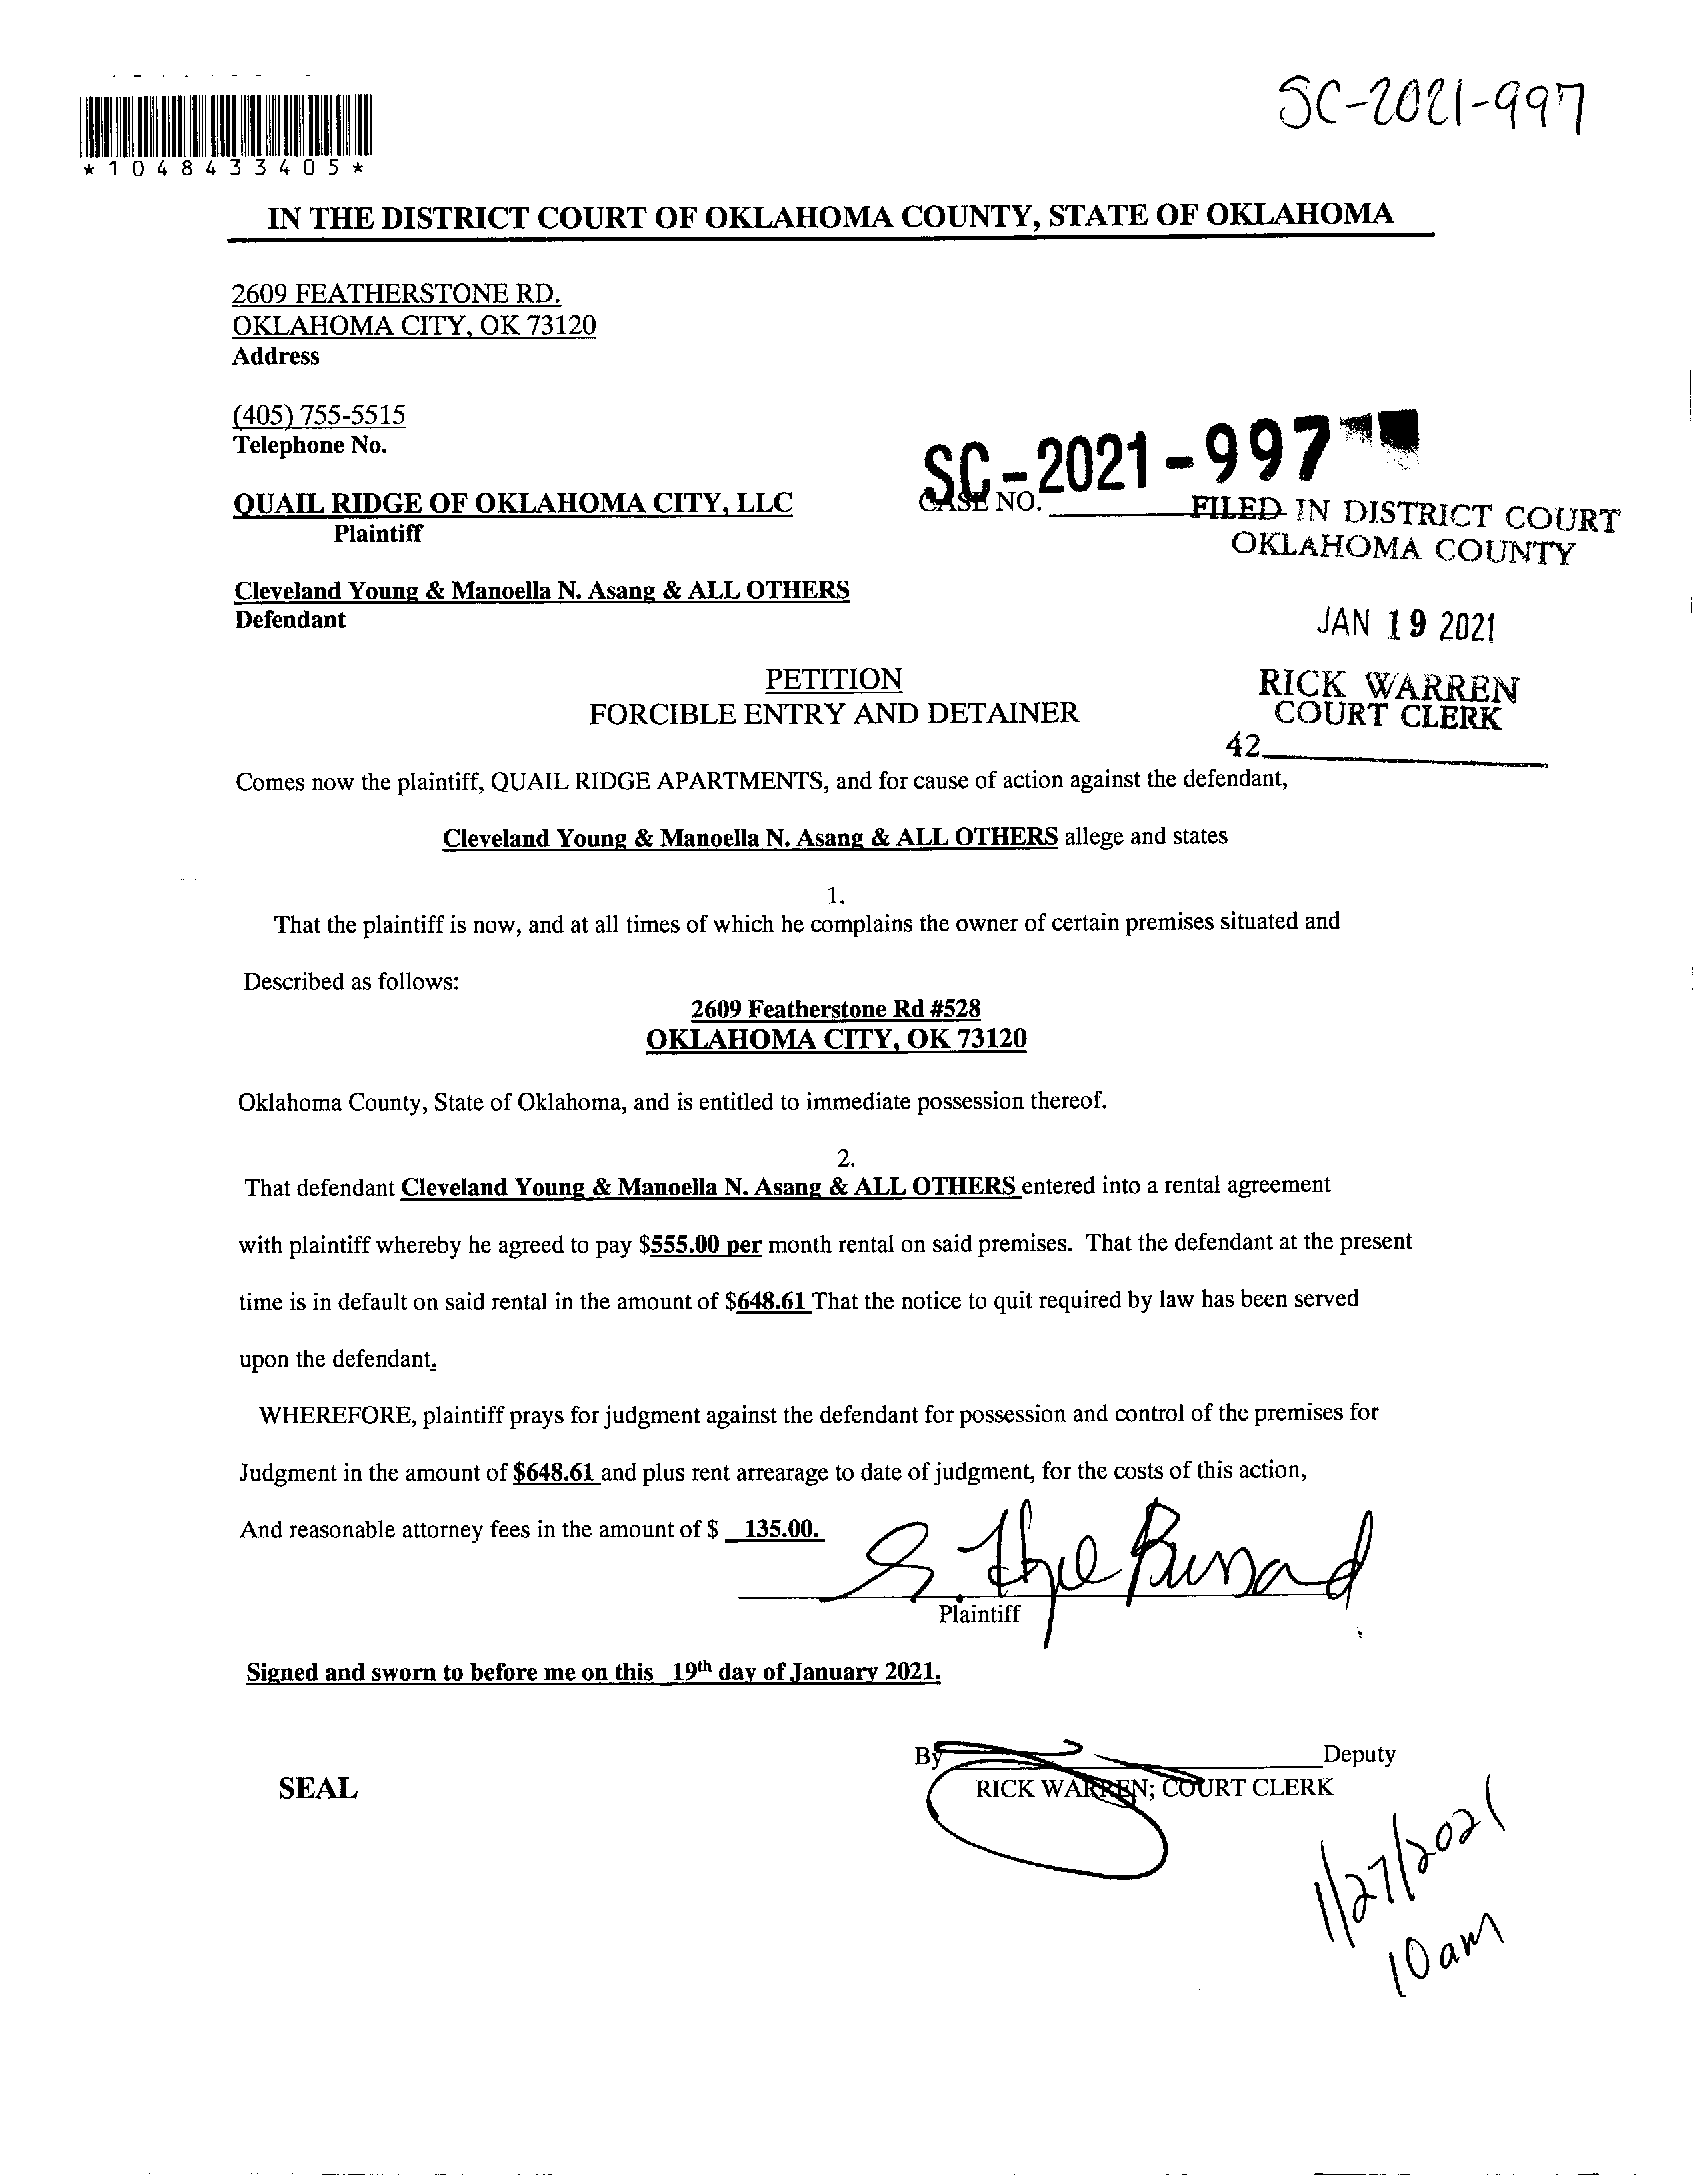 SC-2021-997
*1048433405*
IN THE DISTRICT COURT OF OKLAHOMA COUNTY, STATE OF OKLAHOMA
2609 FEATHERSTONE RD.
OKLAHOMA CITY, OK 73120
Address
(405) 755-5515
Telephone No.
SC-2021-997
QUAIL RIDGE OF OKLAHOMA CITY, LLC
CASE NO.
Plaintiff
FILED IN DISTRICT COURT
OKLAHOMA COUNTY
Cleveland Young & Manoella N. Asang & ALL OTHERS
Defendant
JAN 19 2021
PETITION
FORCIBLE ENTRY AND DETAINER
RICK WARREN
COURT CLERK
42
Comes now the plaintiff, QUAIL RIDGE APARTMENTS, and for cause of action against the defendant,
Cleveland Young & Manoella N. Asang & ALL OTHERS allege and states
1.
That the plaintiff is now, and at all times of which he complains the owner of certain premises situated and
Described as follows:
2609 Featherstone Rd #528
OKLAHOMA CITY, OK 73120
Oklahoma County, State of Oklahoma, and is entitled to immediate possession thereof.
2.
That defendant Cleveland Young & Manoella N. Asang & ALL OTHERS entered into a rental agreement
with plaintiff whereby he agreed to pay $555.00 per month rental on said premises. That the defendant at the present
time is in default on said rental in the amount of $648.61 That the notice to quit required by law has been served
upon the defendant.
WHEREFORE, plaintiff prays for judgment against the defendant for possession and control of the premises for
Judgment in the amount of $648.61 and plus rent arrearage to date of judgment, for the costs of this action,
And reasonable attorney fees in the amount of $ 135.00.
Plaintiff
Signed and sworn to before me on this 19th day of January 2021.
By Deputy
SEAL
RICK WARREN; COURT CLERK
1/27/2021
10am